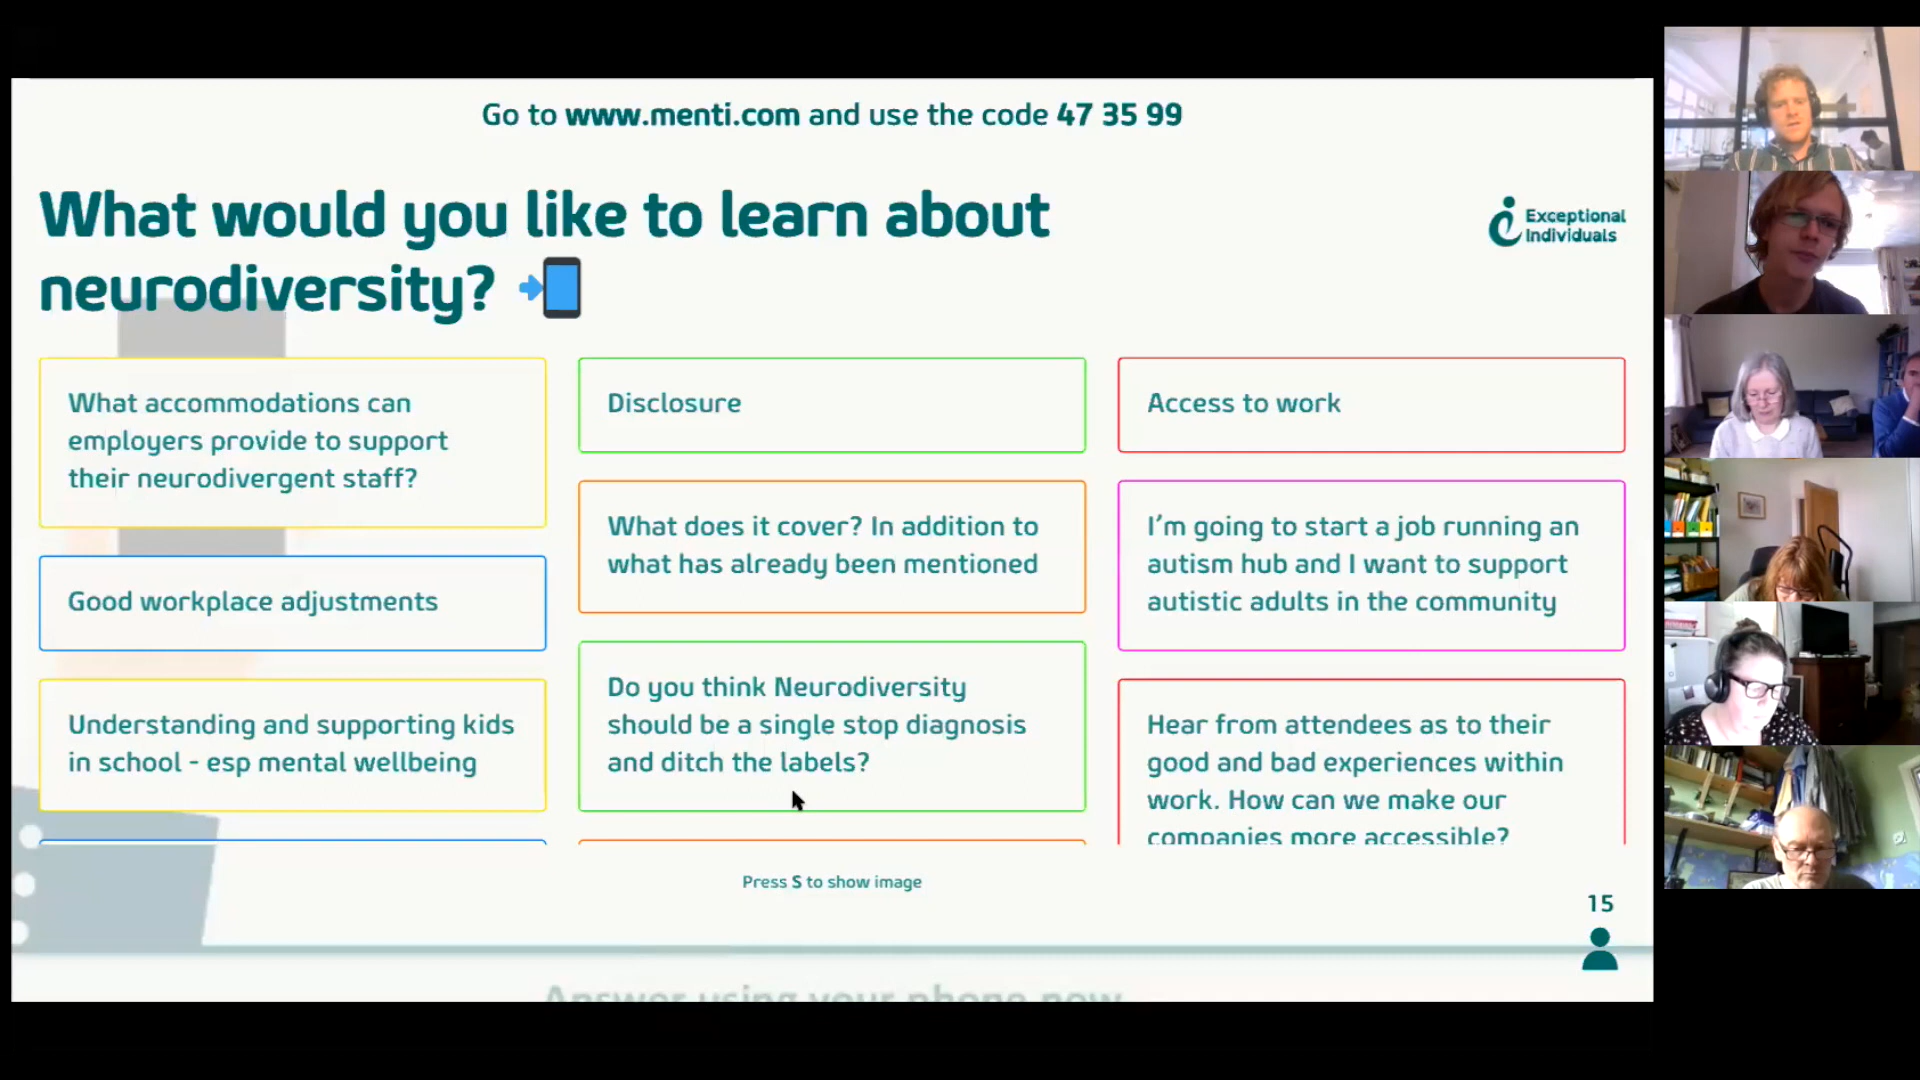 Go to www.menti.com and use the code 47 35 99
What would you like to learn about
neurodiversity?
Exceptional
Individuals
What accommodations can
employers provide to support
their neurodivergent staff?
Good workplace adjustments
Understanding and supporting kids
in school - esp mental wellbeing
Disclosure
What does it cover? In addition to
what has already been mentioned
Do you think Neurodiversity
should be a single stop diagnosis
and ditch the labels?
Access to work
I'm going to start a job running an
autism hub and I want to support
autistic adults in the community
Hear from attendees as to their
good and bad experiences within
work. How can we make our
companies more accessible?
Press S to show image
15
Answer using your phone now